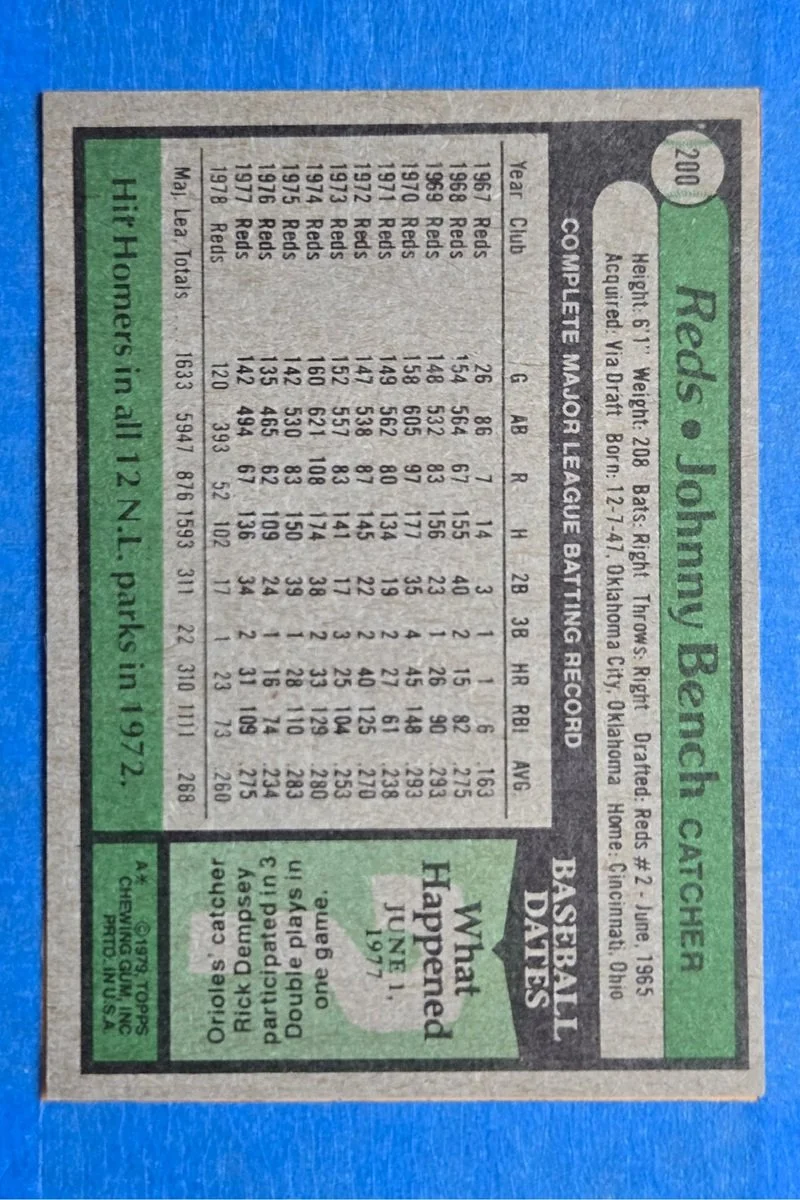 200
Reds • Johnny Bench CATCHER
Height: 6'1" Weight: 208 Bats: Right Throws: Right Drafted: Reds #2 - June, 1965
Acquired: Via Draft Born: 12-7-47, Oklahoma City, Oklahoma Home: Cincinnati, Ohio
COMPLETE MAJOR LEAGUE BATTING RECORD
Year Club G AB R H 2B 3B HR RBI AVG
1967 Reds 26 86 7 14 3 1 1 6 .163
1968 Reds 154 564 67 155 40 2 15 82 .275
1969 Reds 148 532 83 156 23 1 26 90 .293
1970 Reds 158 605 97 177 35 4 45 148 .293
1971 Reds 149 562 80 134 19 2 27 61 .238
1972 Reds 147 538 87 145 22 2 40 125 .270
1973 Reds 152 557 83 141 17 3 25 104 .253
1974 Reds 160 621 108 174 38 2 33 129 .280
1975 Reds 142 530 83 150 39 1 28 110 .283
1976 Reds 135 465 62 109 24 1 16 74 .234
1977 Reds 142 494 67 136 34 2 31 109 .275
1978 Reds 120 393 52 102 17 1 23 73 .260
Maj. Lea. Totals 1633 5947 876 1593 311 22 310 1111 .268
Hit Homers in all 12 N.L. parks in 1972.
BASEBALL
DATES
What
Happened
JUNE 1,
1977
Orioles' catcher
Rick Dempsey
participated in 3
Double plays in
one game.
A* ©1979, TOPPS
CHEWING GUM, INC
PRTD. IN U.S.A.